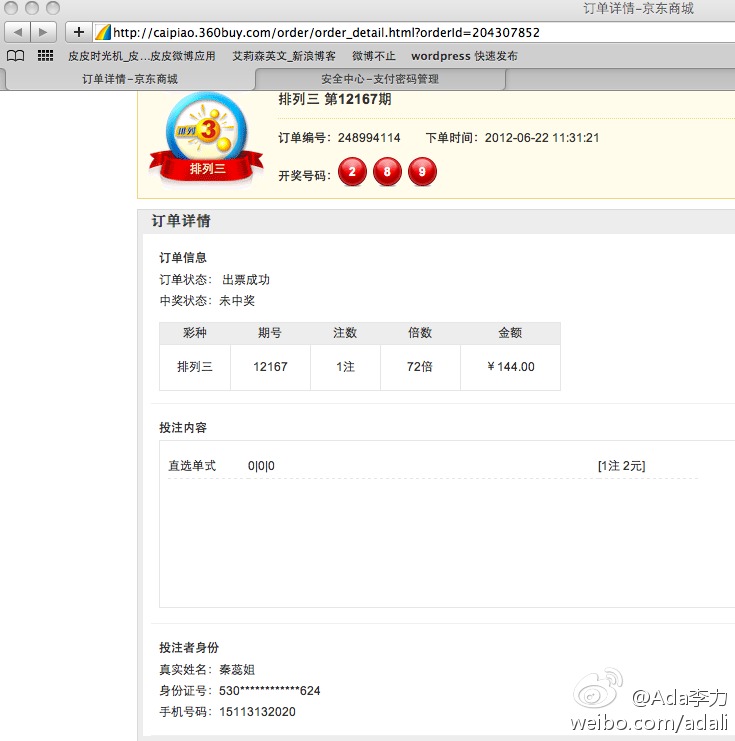 订单详情-京东商城
http://caipiao.360buy.com/order/order_detail.html?orderId=204307852
皮皮时光机_皮…皮皮微博应用 艾莉森英文_新浪博客 微博不止 wordpress 快速发布
订单详情-京东商城 安全中心-支付密码管理
排列三 第12167期
排列3
排列三
订单编号：248994114 下单时间：2012-06-22 11:31:21
开奖号码：2 8 9
订单详情
订单信息
订单状态：出票成功
中奖状态：未中奖
彩种 期号 注数 倍数 金额
排列三 12167 1注 72倍 ￥144.00
投注内容
直选单式 0|0|0 [1注 2元]
投注者身份
真实姓名：秦蕊姐
身份证号：530************624
手机号码：15113132020
@Ada李力
weibo.com/adali